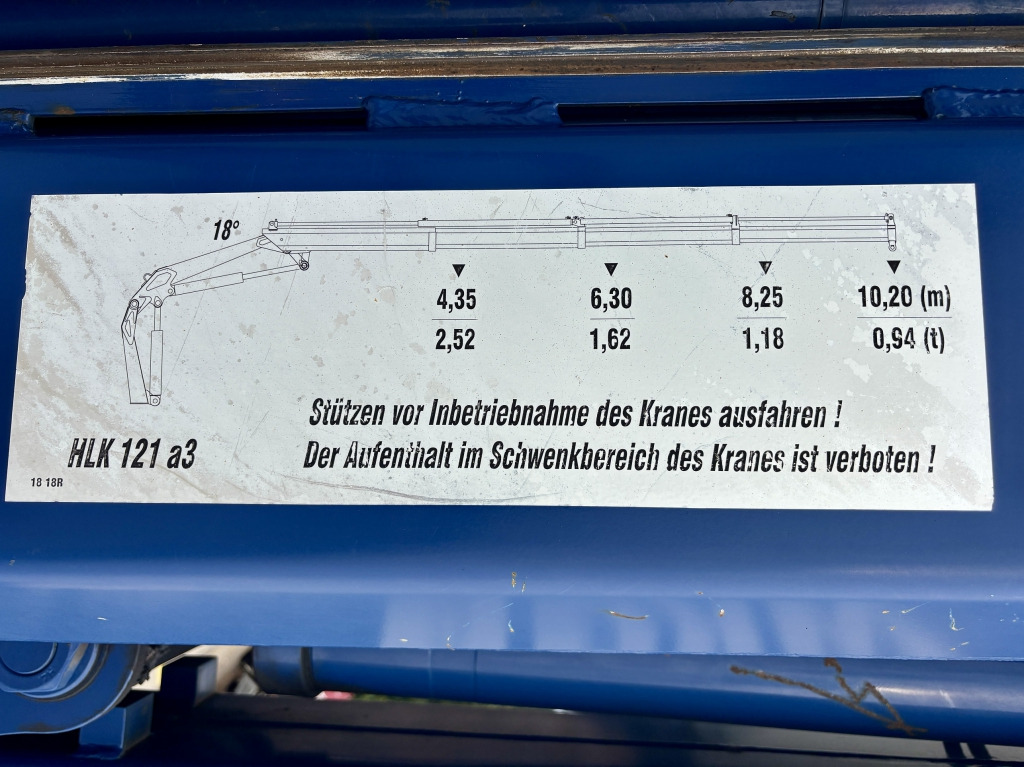 18°
4,35 6,30 8,25 10,20 (m)
2,52 1,62 1,18 0,94 (t)
Stützen vor Inbetriebnahme des Kranes ausfahren !
Der Aufenthalt im Schwenkbereich des Kranes ist verboten !
HLK 121 a3
18 18R